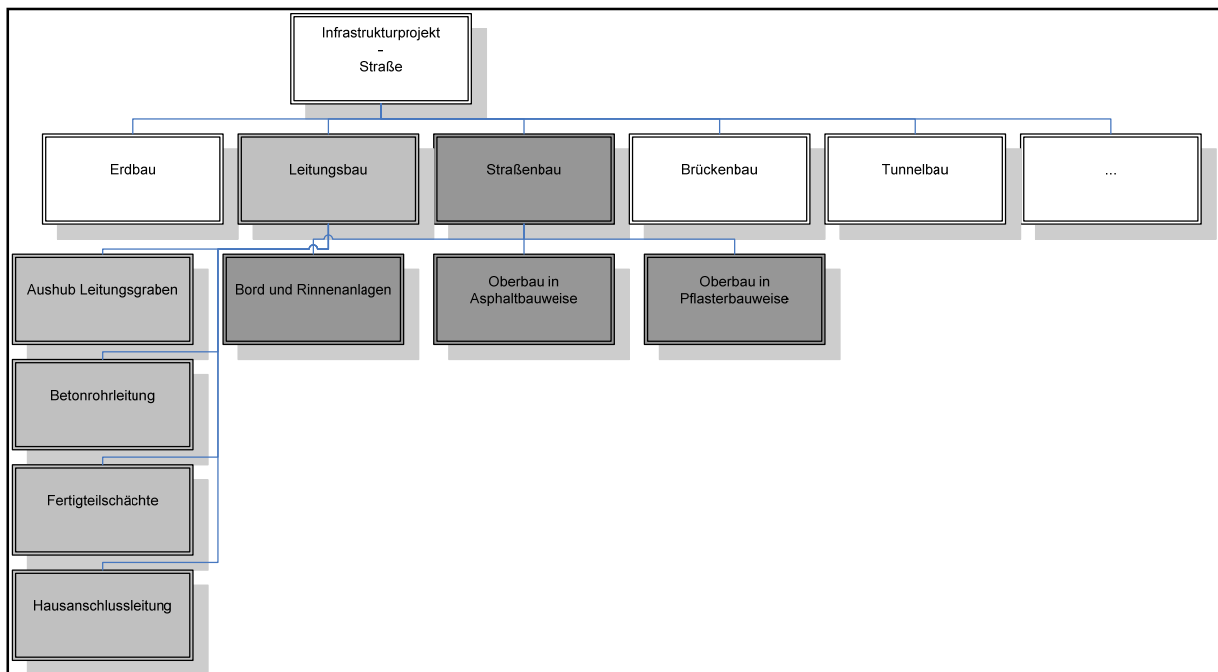 Infrastrukturprojekt
-
Straße
Erdbau
Leitungsbau
Straßenbau
Brückenbau
Tunnelbau
...
Aushub Leitungsgraben
Bord und Rinnenanlagen
Oberbau in
Asphaltbauweise
Oberbau in
Pflasterbauweise
Betonrohrleitung
Fertigteilschächte
Hausanschlussleitung